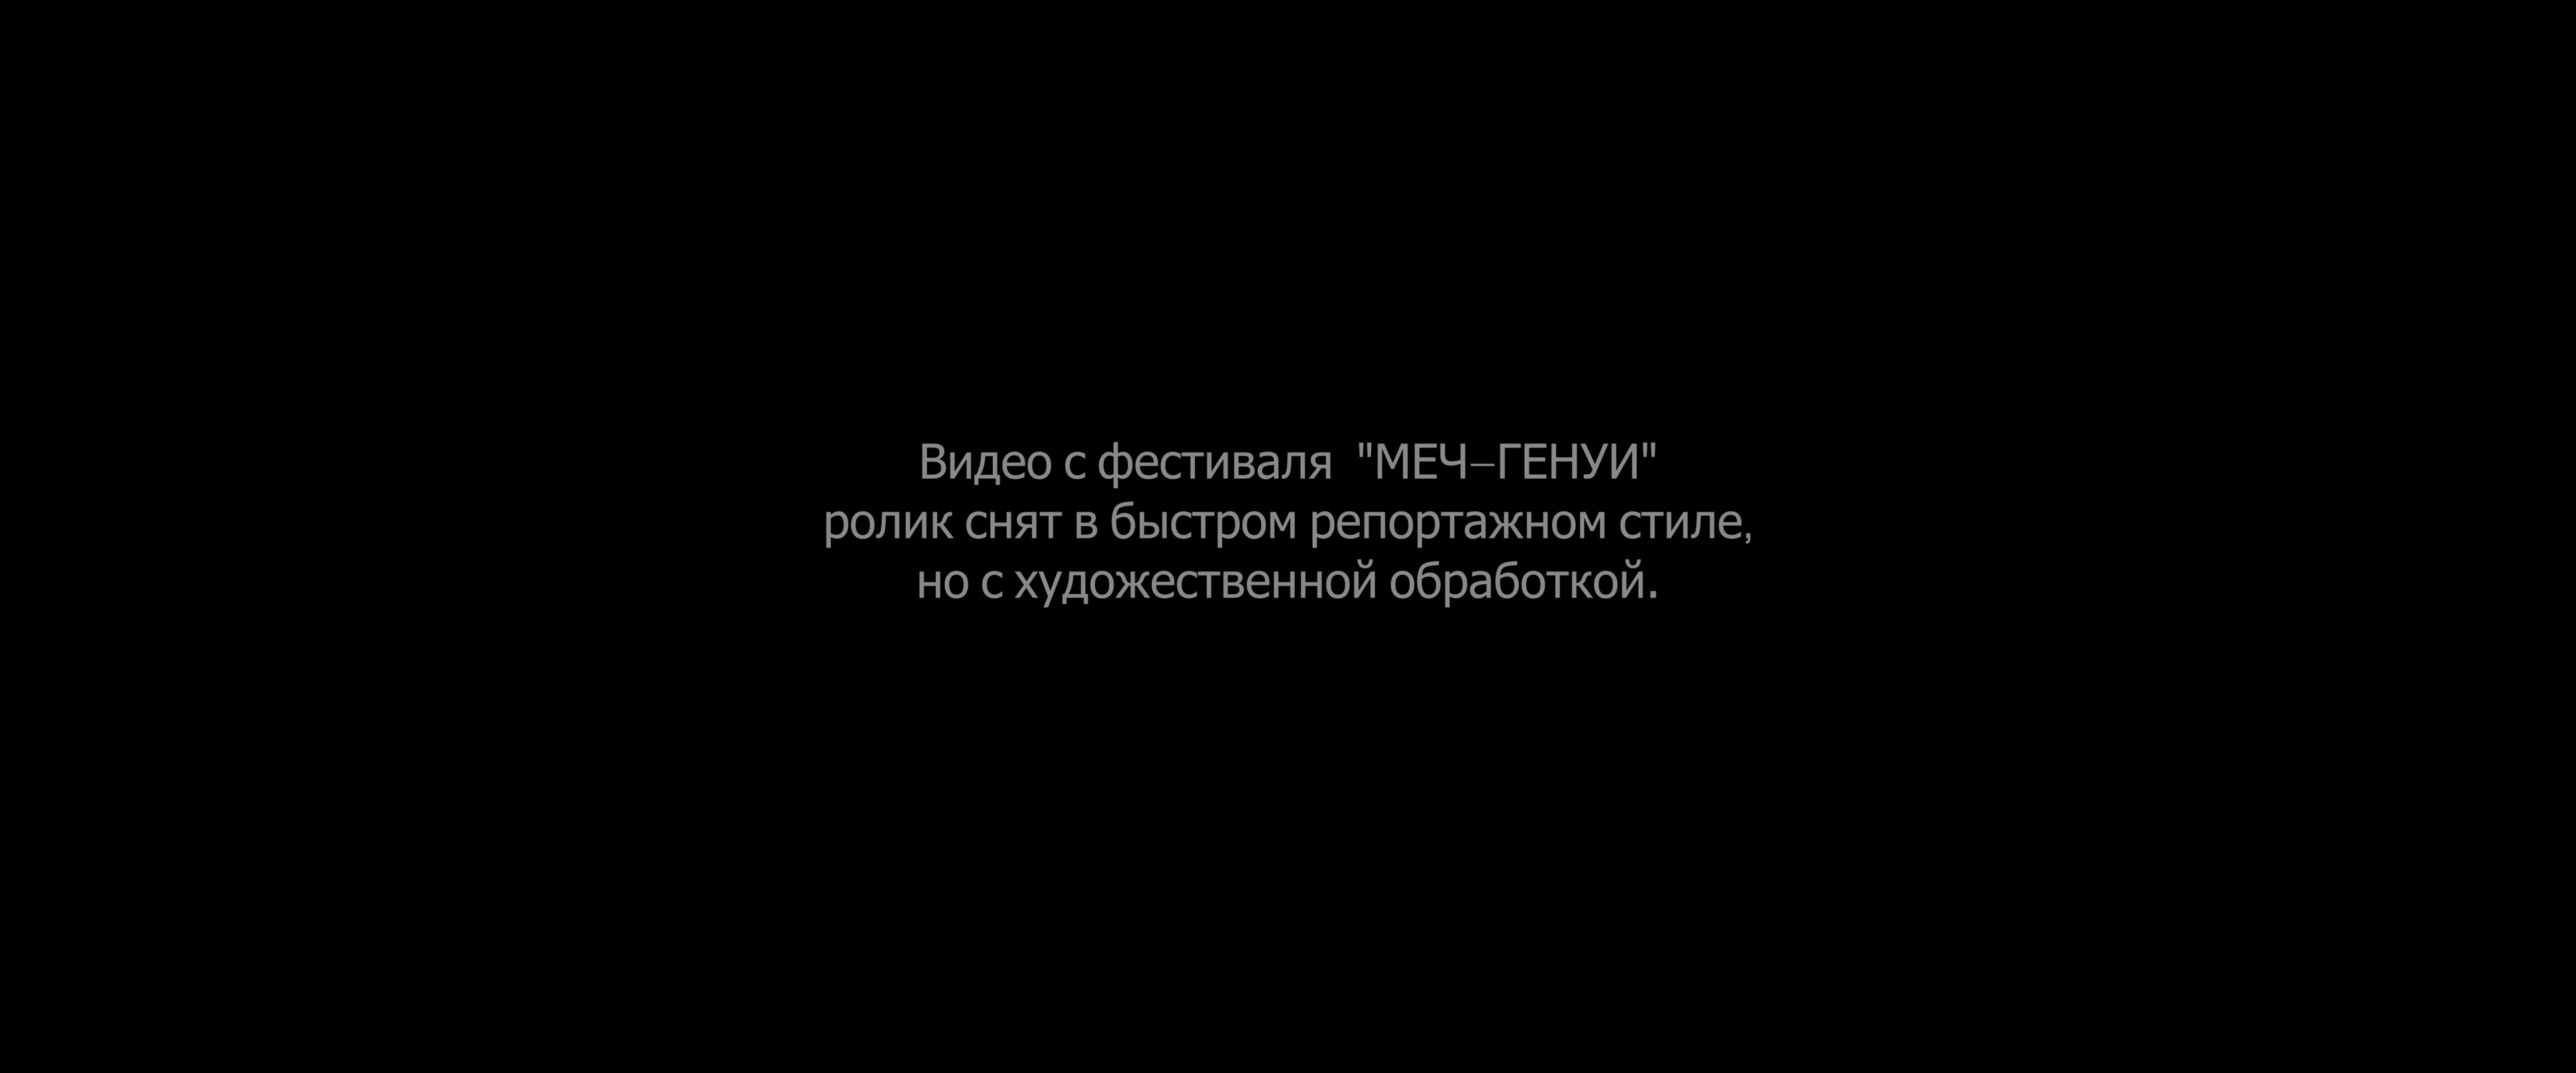 Видео с фестиваля "МЕЧ–ГЕНУИ"
ролик снят в быстром репортажном стиле,
но с художественной обработкой.